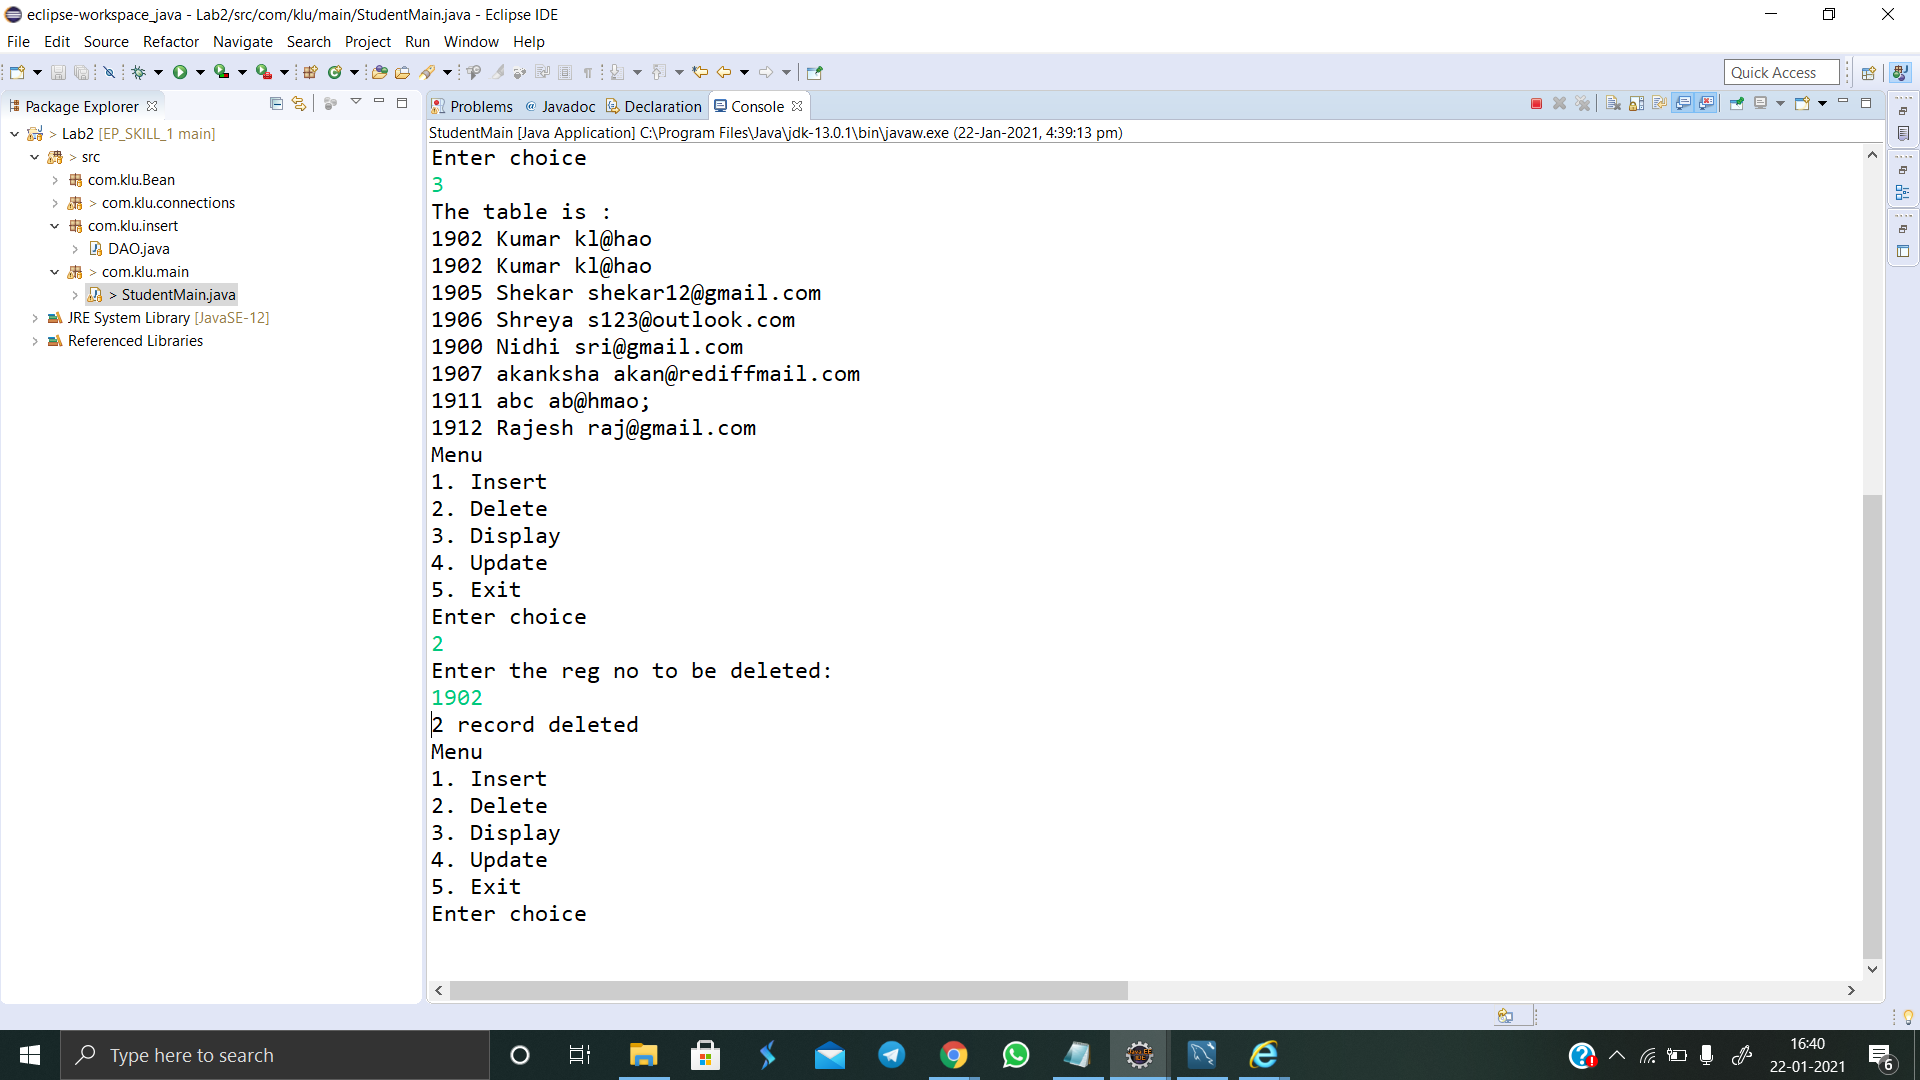 eclipse-workspace_java - Lab2/src/com/klu/main/StudentMain.java - Eclipse IDE
File Edit Source Refactor Navigate Search Project Run Window Help
Quick Access
Package Explorer
Problems @ Javadoc Declaration Console
> Lab2 [EP_SKILL_1 main]
> src
com.klu.Bean
> com.klu.connections
com.klu.insert
DAO.java
> com.klu.main
> StudentMain.java
JRE System Library [JavaSE-12]
Referenced Libraries
StudentMain [Java Application] C:\Program Files\Java\jdk-13.0.1\bin\javaw.exe (22-Jan-2021, 4:39:13 pm)
Enter choice
3
The table is :
1902 Kumar kl@hao
1902 Kumar kl@hao
1905 Shekar shekar12@gmail.com
1906 Shreya s123@outlook.com
1900 Nidhi sri@gmail.com
1907 akanksha akan@rediffmail.com
1911 abc ab@hmao;
1912 Rajesh raj@gmail.com
Menu
1. Insert
2. Delete
3. Display
4. Update
5. Exit
Enter choice
2
Enter the reg no to be deleted:
1902
2 record deleted
Menu
1. Insert
2. Delete
3. Display
4. Update
5. Exit
Enter choice
Type here to search
16:40
22-01-2021
6